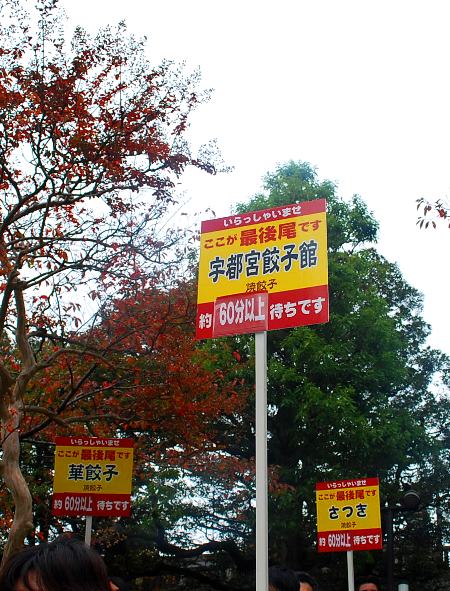 いらっしゃいませ
ここが最後尾です
宇都宮餃子館
焼餃子
約60分以上待ちです
いらっしゃいませ
ここが最後尾です
華餃子
焼餃子
約60分以上待ちです
いらっしゃいませ
ここが最後尾です
さつき
焼餃子
約60分以上待ちです